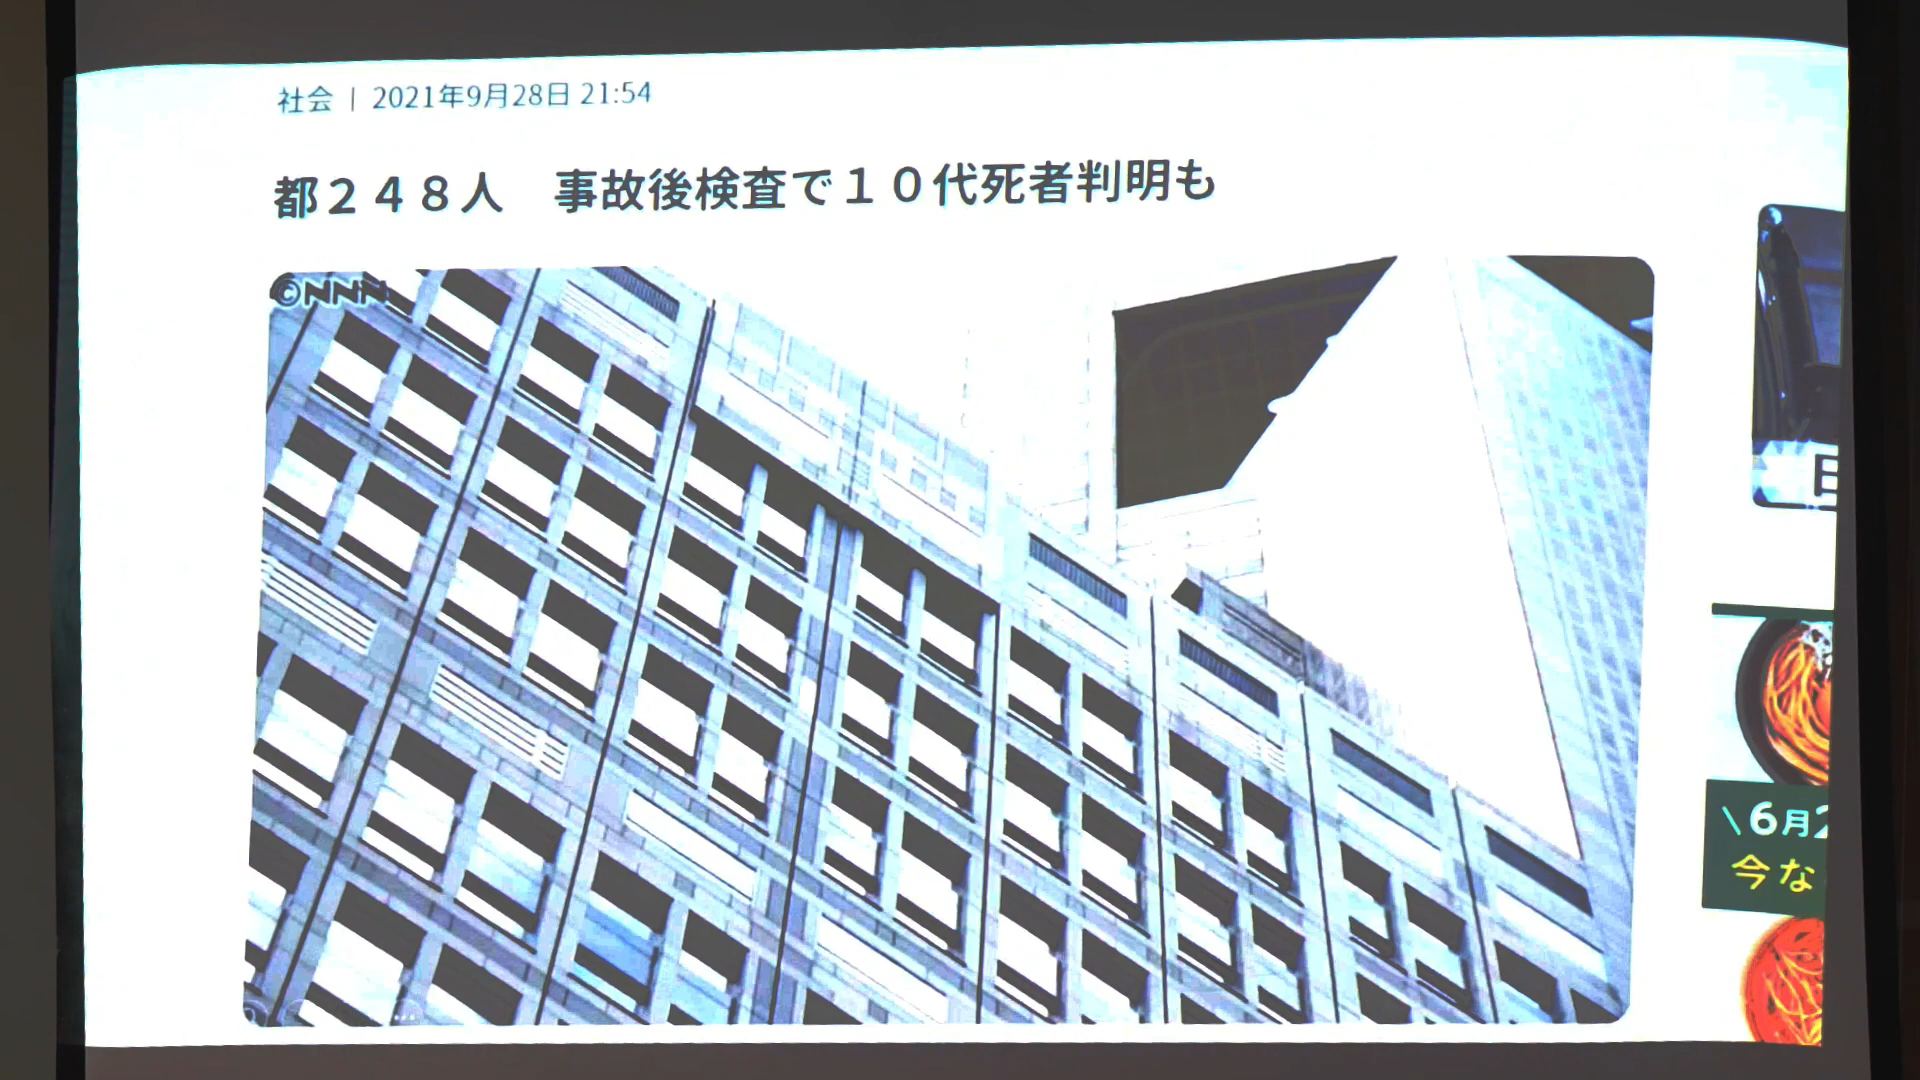 社会 | 2021年9月28日 21:54
都２４８人　事故後検査で１０代死者判明も
©NNN
日
\6月2
今な